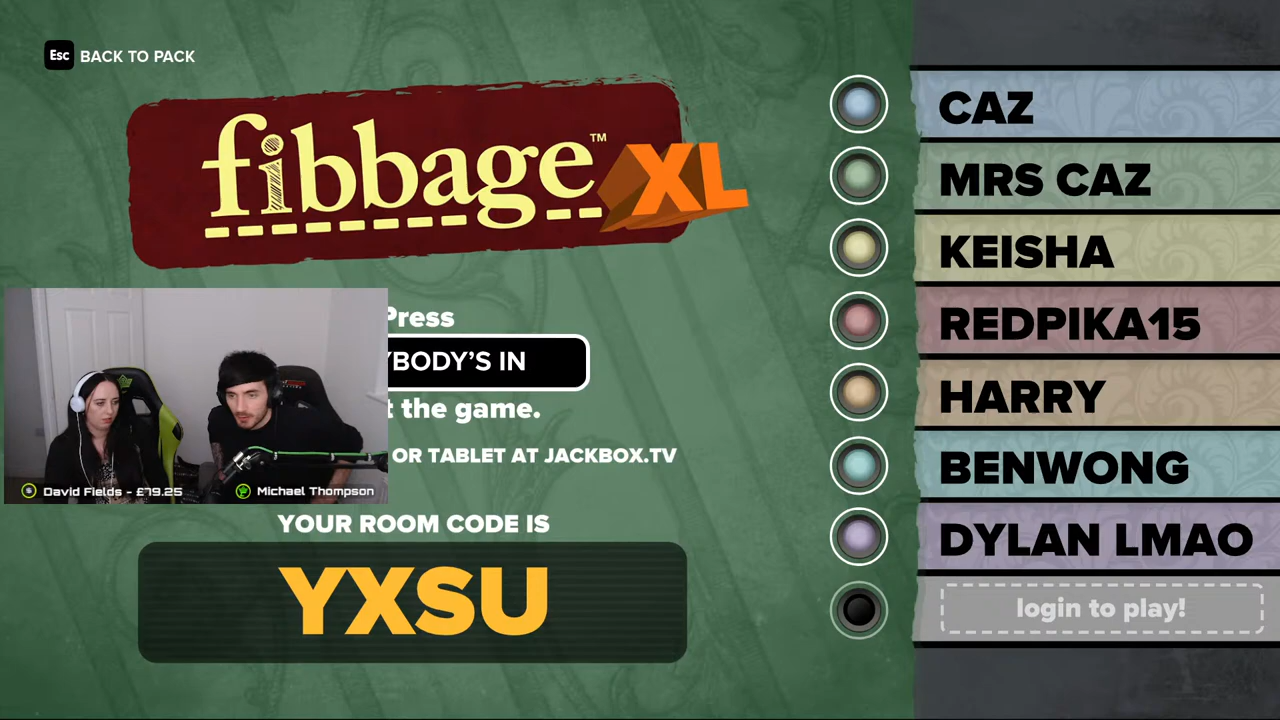 Esc BACK TO PACK
fibbage™ XL
Press
YBODY'S IN
t the game.
OR TABLET AT JACKBOX.TV
David Fields - £79.25
Michael Thompson
YOUR ROOM CODE IS
YXSU
CAZ
MRS CAZ
KEISHA
REDPIKA15
HARRY
BENWONG
DYLAN LMAO
login to play!